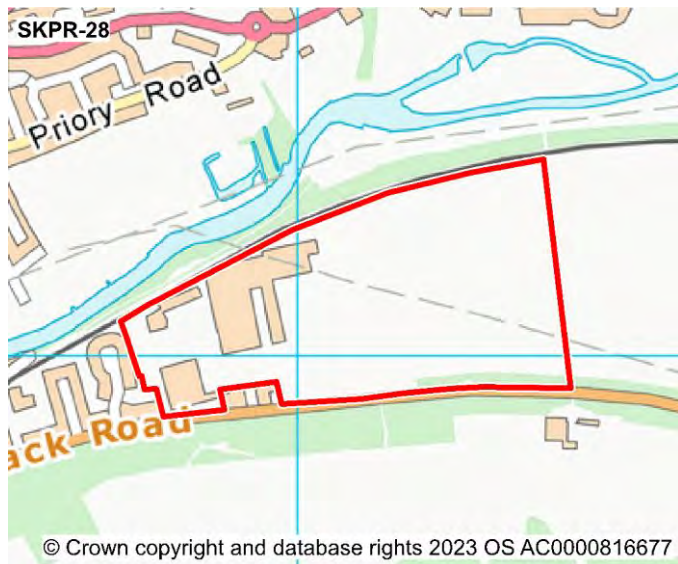 SKPR-28
Priory Road
ack Road
© Crown copyright and database rights 2023 OS AC0000816677